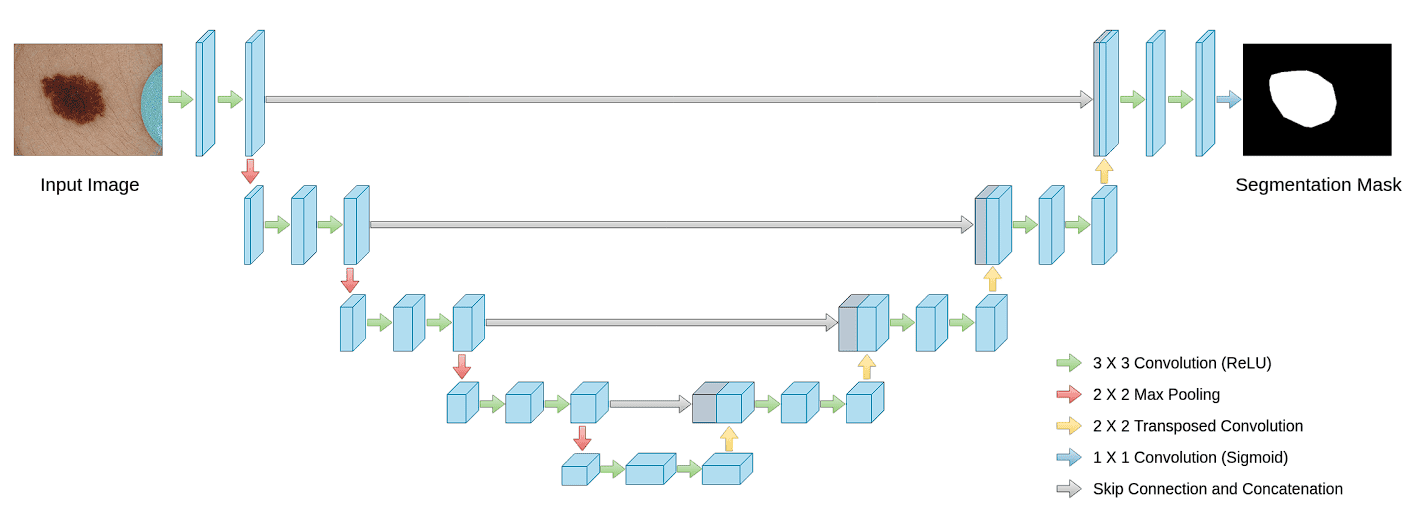 Input Image
Segmentation Mask
3 X 3 Convolution (ReLU)
2 X 2 Max Pooling
2 X 2 Transposed Convolution
1 X 1 Convolution (Sigmoid)
Skip Connection and Concatenation